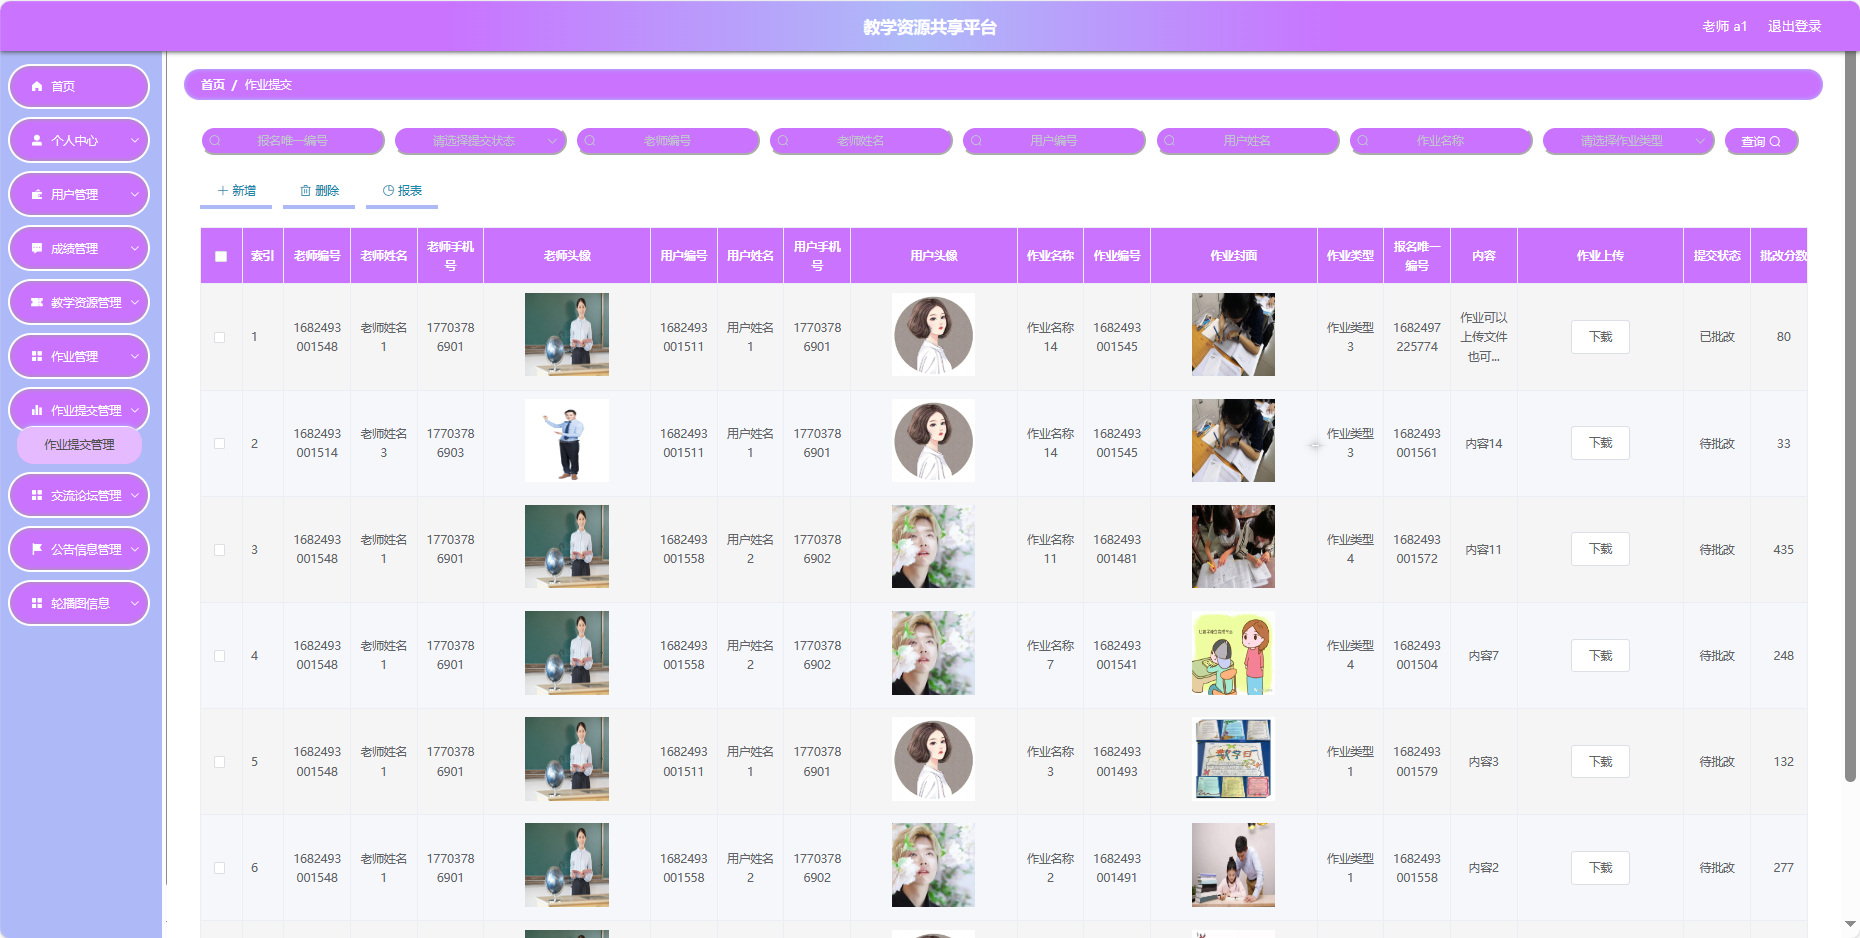 教学资源共享平台
老师 a1 退出登录
首页
个人中心
用户管理
成绩管理
教学资源管理
作业管理
作业提交管理
作业提交管理
交流论坛管理
公告信息管理
轮播图信息
首页 / 作业提交
报名唯一编号 请选择提交状态 老师编号 老师姓名 用户编号 用户姓名 作业名称 请选择作业类型 查询
新增 删除 报表
索引 老师编号 老师姓名 老师手机号 老师头像 用户编号 用户姓名 用户手机号 用户头像 作业名称 作业编号 作业封面 作业类型 报名唯一编号 内容 作业上传 提交状态 批改分数
1 1682493001548 老师姓名1 17703786901 1682493001511 用户姓名1 17703786901 作业名称14 1682493001545 作业类型3 1682497225774 作业可以上传文件也可... 下载 已批改 80
2 1682493001514 老师姓名3 17703786903 1682493001511 用户姓名1 17703786901 作业名称14 1682493001545 作业类型3 1682493001561 内容14 下载 待批改 33
3 1682493001548 老师姓名1 17703786901 1682493001558 用户姓名2 17703786902 作业名称11 1682493001481 作业类型4 1682493001572 内容11 下载 待批改 435
4 1682493001548 老师姓名1 17703786901 1682493001558 用户姓名2 17703786902 作业名称7 1682493001541 作业类型4 1682493001504 内容7 下载 待批改 248
5 1682493001548 老师姓名1 17703786901 1682493001511 用户姓名1 17703786901 作业名称3 1682493001493 作业类型1 1682493001579 内容3 下载 待批改 132
6 1682493001548 老师姓名1 17703786901 1682493001558 用户姓名2 17703786902 作业名称2 1682493001491 作业类型1 1682493001558 内容2 下载 待批改 277